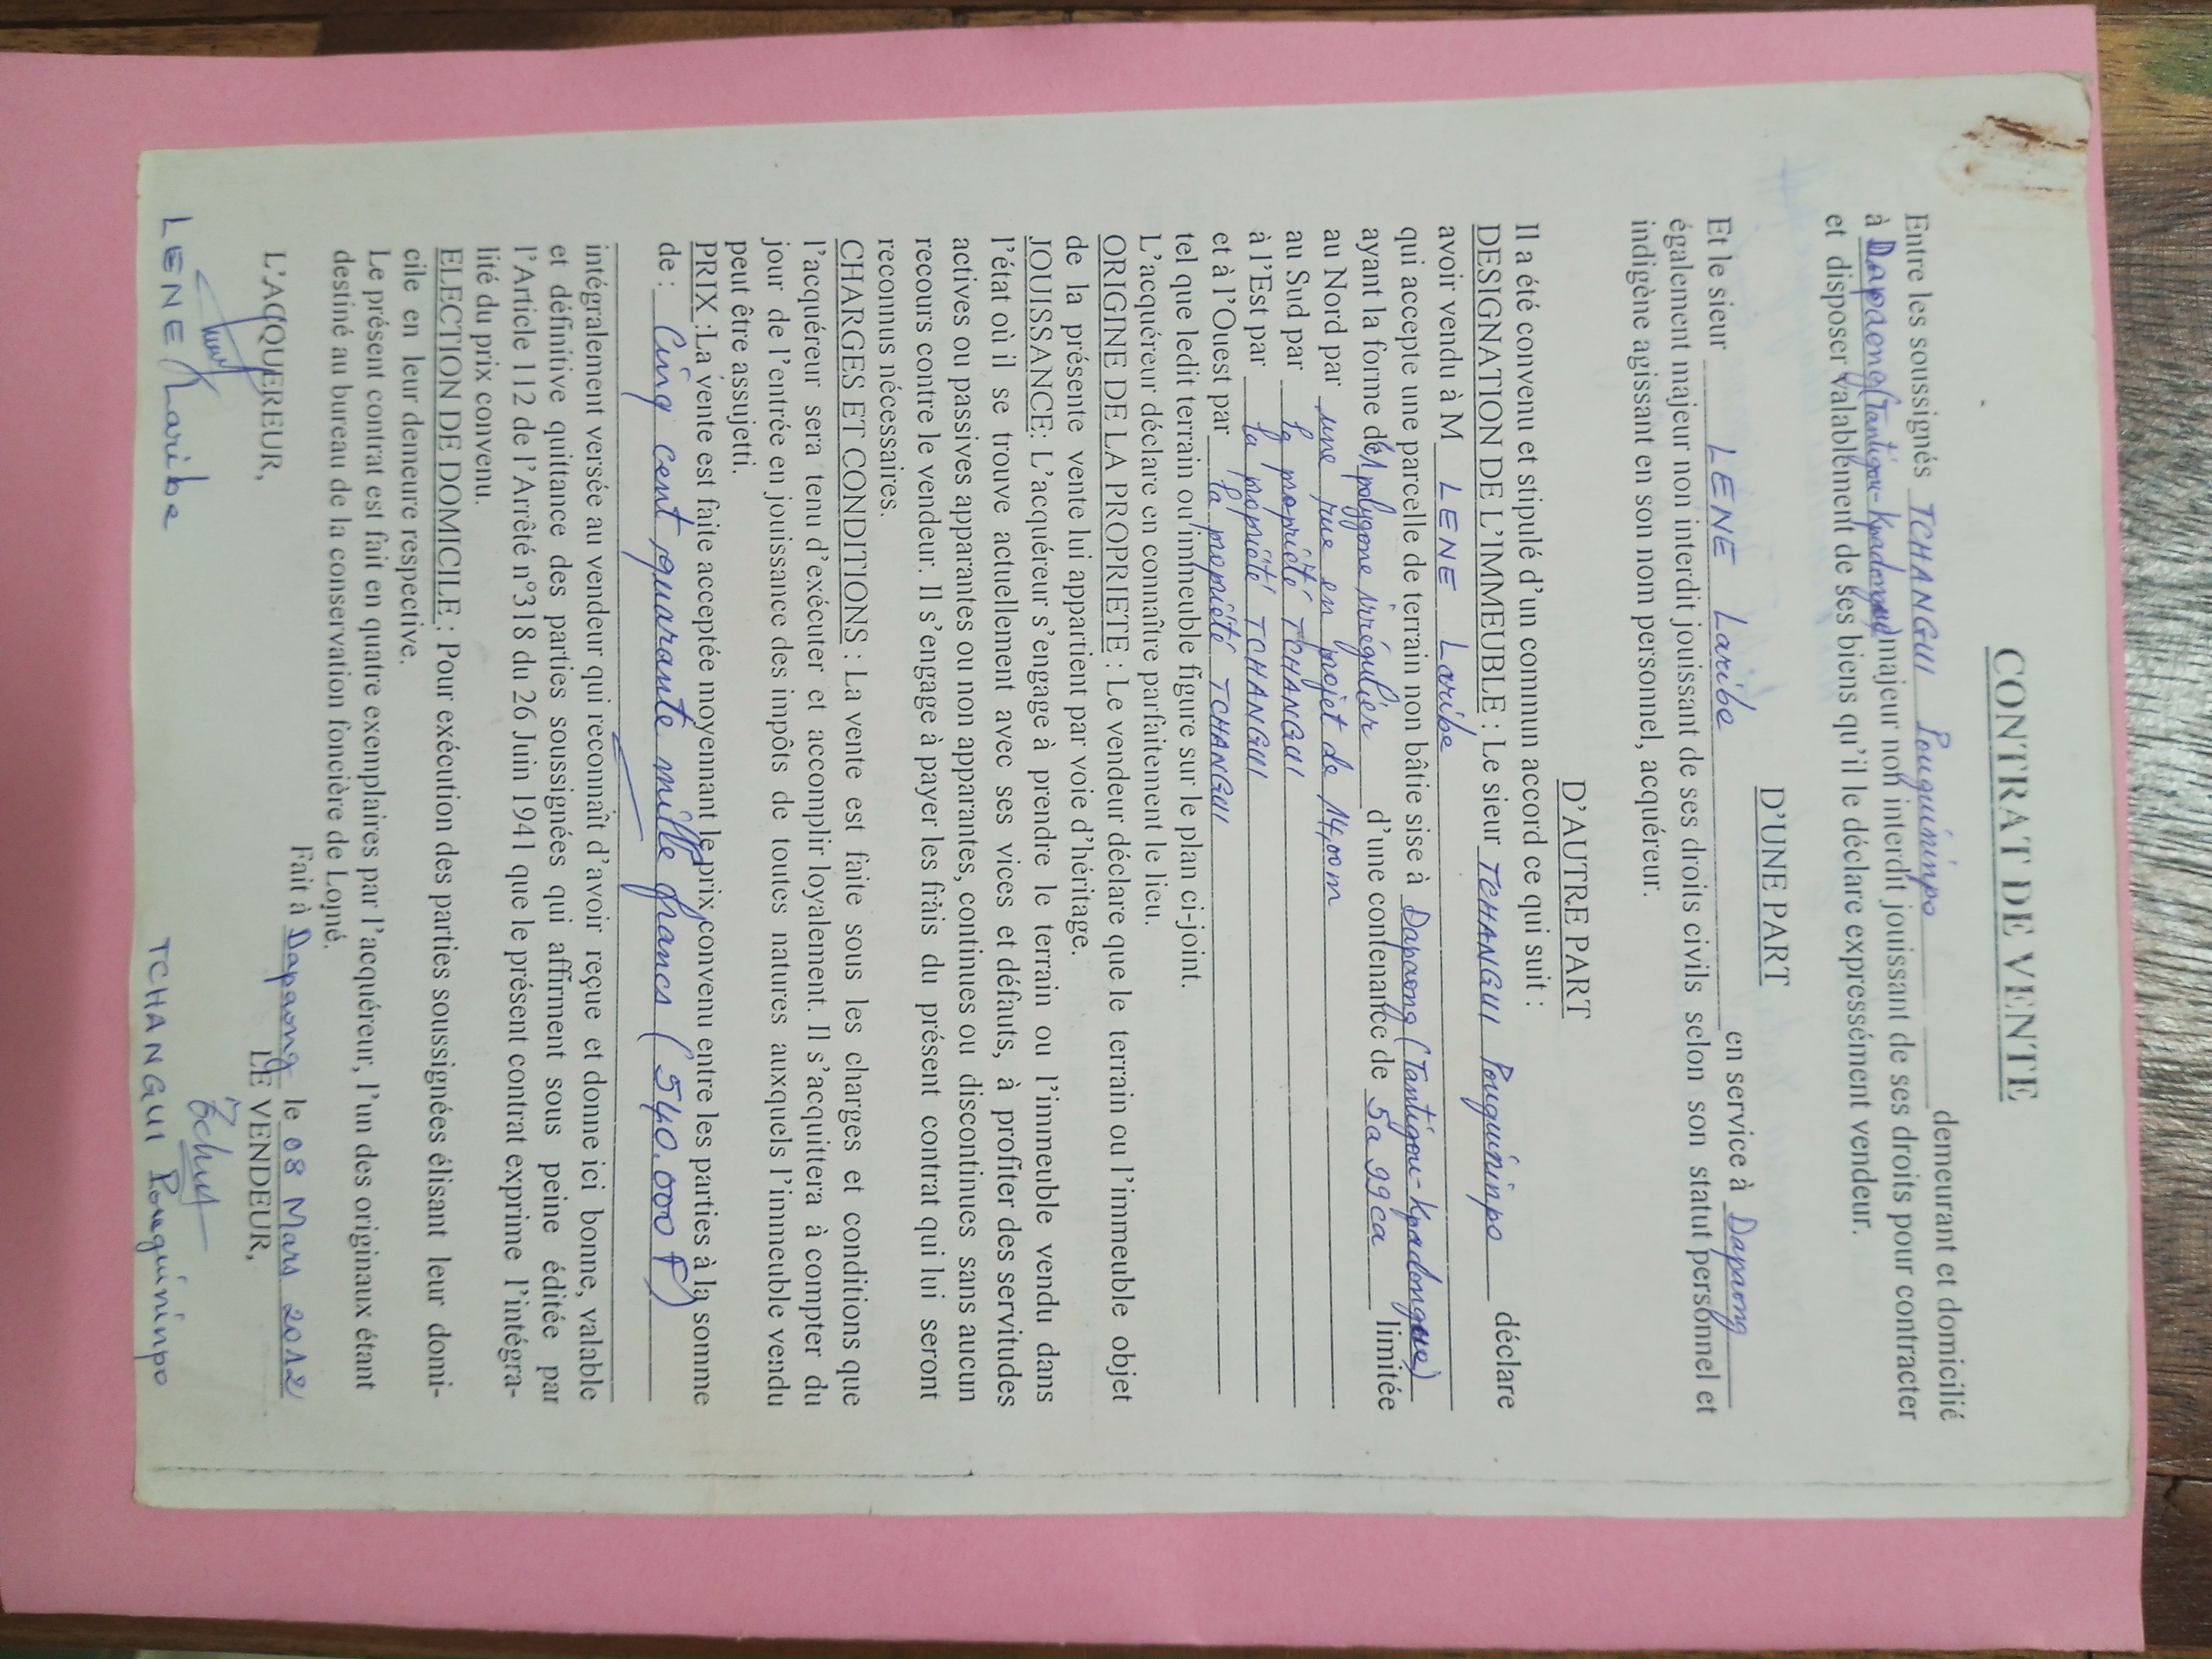 CONTRAT DE VENTE
Entre les soussignés TCHANGUI Pouguinipo demeurant et domicilié
à Dapaong (Tantigou-Kpadongue) majeur non interdit jouissant de ses droits pour contracter
et disposer valablement de ses biens qu'il le déclare expressément vendeur.
D'UNE PART
Et le sieur LENE Laribe en service à Dapaong
également majeur non interdit jouissant de ses droits civils selon son statut personnel et
indigène agissant en son nom personnel, acquéreur.
D'AUTRE PART
Il a été convenu et stipulé d'un commun accord ce qui suit :
DESIGNATION DE L'IMMEUBLE : Le sieur TCHANGUI Pouguinipo déclare
avoir vendu à M LENE Laribe
qui accepte une parcelle de terrain non bâtie sise à Dapaong (Tantigou-Kpadongue)
ayant la forme d'1 polygone irrégulier d'une contenance de 5a 99ca limitée
au Nord par une rue en projet de 14,00m
au Sud par la propriété TCHANGUI
à l'Est par la popiété TCHANGUI
et à l'Ouest par la propiété TCHANGUI
tel que ledit terrain ou immeuble figure sur le plan ci-joint.
L'acquéreur déclare en connaître parfaitement le lieu.
ORIGINE DE LA PROPRIETE : Le vendeur déclare que le terrain ou l'immeuble objet
de la présente vente lui appartient par voie d'héritage.
JOUISSANCE: L'acquéreur s'engage à prendre le terrain ou l'immeuble vendu dans
l'état où il se trouve actuellement avec ses vices et défauts, à profiter des servitudes
actives ou passives apparantes ou non apparantes, continues ou discontinues sans aucun
recours contre le vendeur. Il s'engage à payer les frais du présent contrat qui lui seront
reconnus nécessaires.
CHARGES ET CONDITIONS : La vente est faite sous les charges et conditions que
l'acquéreur sera tenu d'exécuter et accomplir loyalement. Il s'acquittera à compter du
jour de l'entrée en jouissance des impôts de toutes natures auxquels l'immeuble vendu
peut être assujetti.
PRIX :La vente est faite acceptée moyennant le prix convenu entre les parties à la somme
de : Cinq cent quarante mille francs (540.000 f)
intégralement versée au vendeur qui reconnaît d'avoir reçue et donne ici bonne, valable
et définitive quittance des parties soussignées qui affirment sous peine éditée par
l'Article 112 de l'Arrêté n°318 du 26 Juin 1941 que le présent contrat exprime l'intégra-
lité du prix convenu.
ELECTION DE DOMICILE : Pour exécution des parties soussignées élisant leur domi-
cile en leur demeure respective.
Le présent contrat est fait en quatre exemplaires par l'acquéreur, l'un des originaux étant
destiné au bureau de la conservation foncière de Lomé.
Fait à Dapaong le 08 Mars 2012
L'ACQUEREUR, LE VENDEUR,
LENE Laribe TCHANGUI Pouguinipo